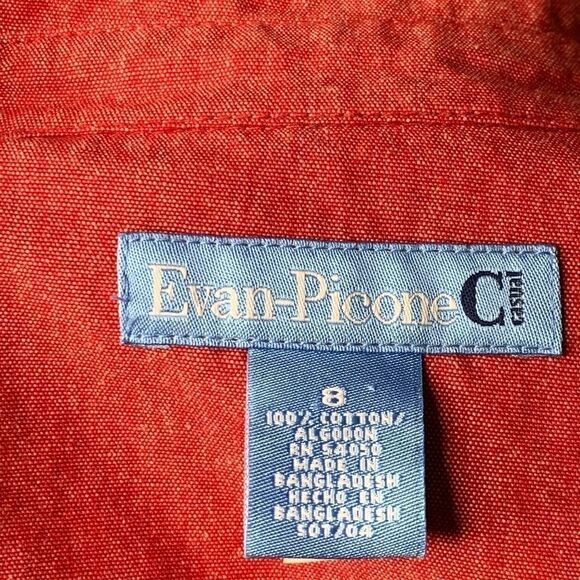 Evan-Picone C casual
8
100% COTTON/
ALGODON
RN 54050
MADE IN
BANGLADESH
HECHO EN
BANGLADESH
SOT/04